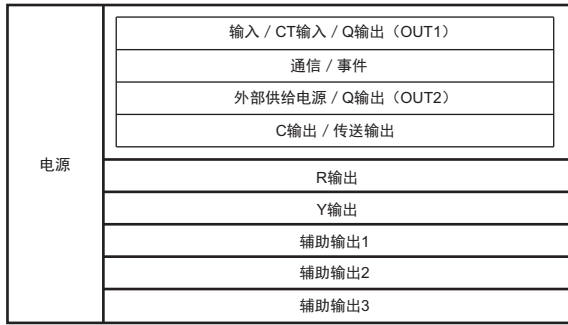 输入 / CT输入 / Q输出（OUT1）
通信 / 事件
外部供给电源 / Q输出（OUT2）
C输出 / 传送输出
电源
R输出
Y输出
辅助输出1
辅助输出2
辅助输出3